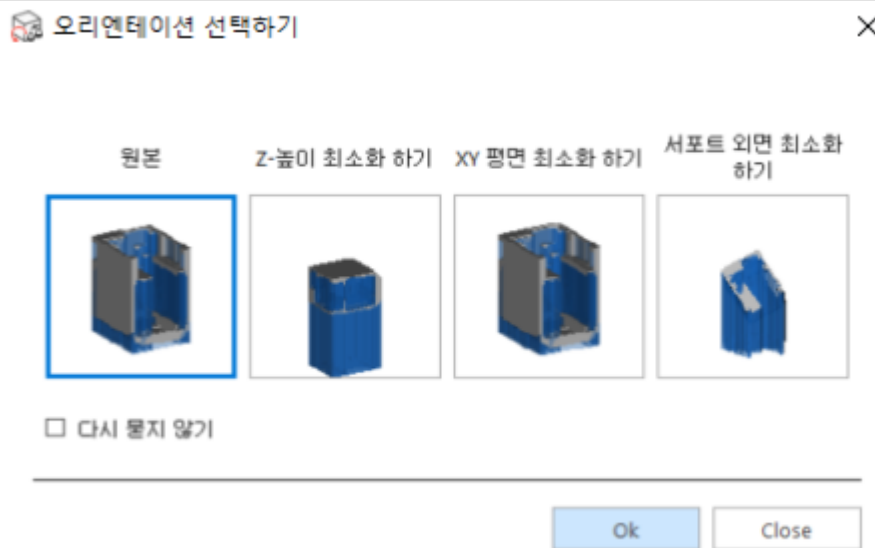 오리엔테이션 선택하기
원본
Z-높이 최소화 하기
XY 평면 최소화 하기
서포트 외면 최소화
하기
다시 묻지 않기
Ok
Close